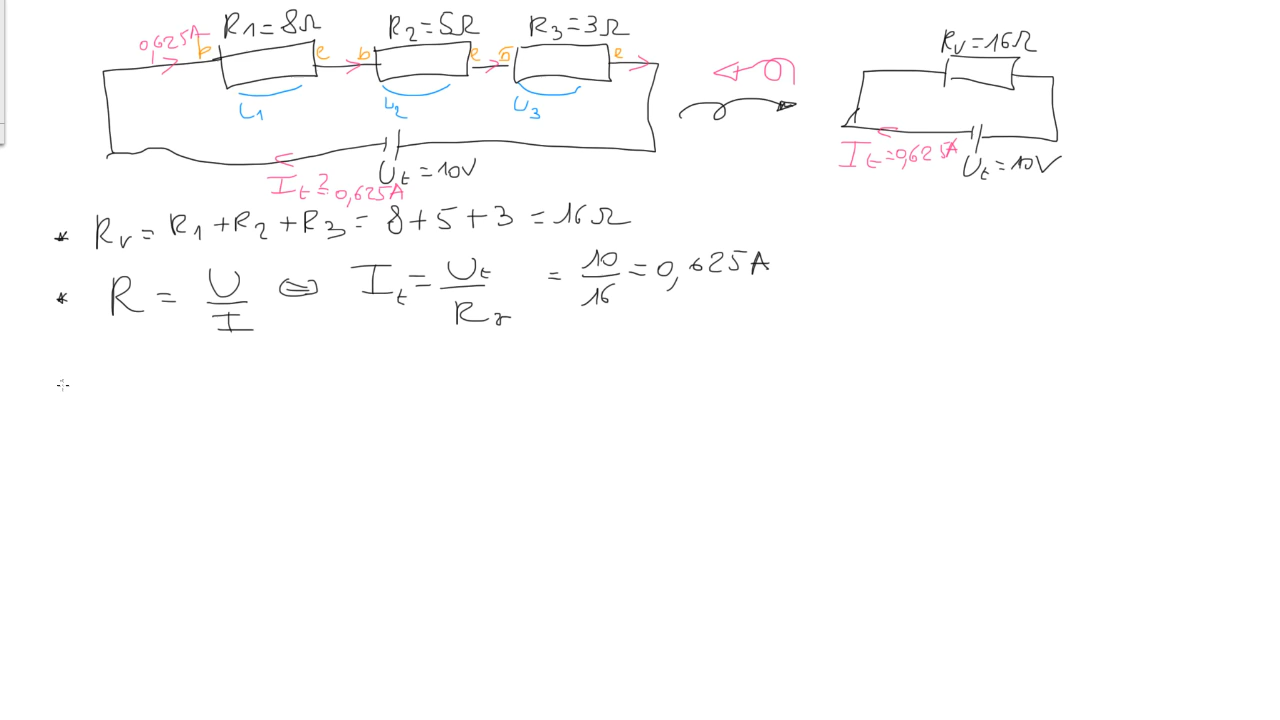 R1=8Ω R2=5Ω R3=3Ω Rv=16Ω
0,625A b e b e b e
U1 U2 U3
It=0,625A Ut=10V
It ?= 0,625A Ut=10V
* Rv = R1 + R2 + R3 = 8 + 5 + 3 = 16Ω
* R = U/I ⇔ It = Ut/Rv = 10/16 = 0,625A